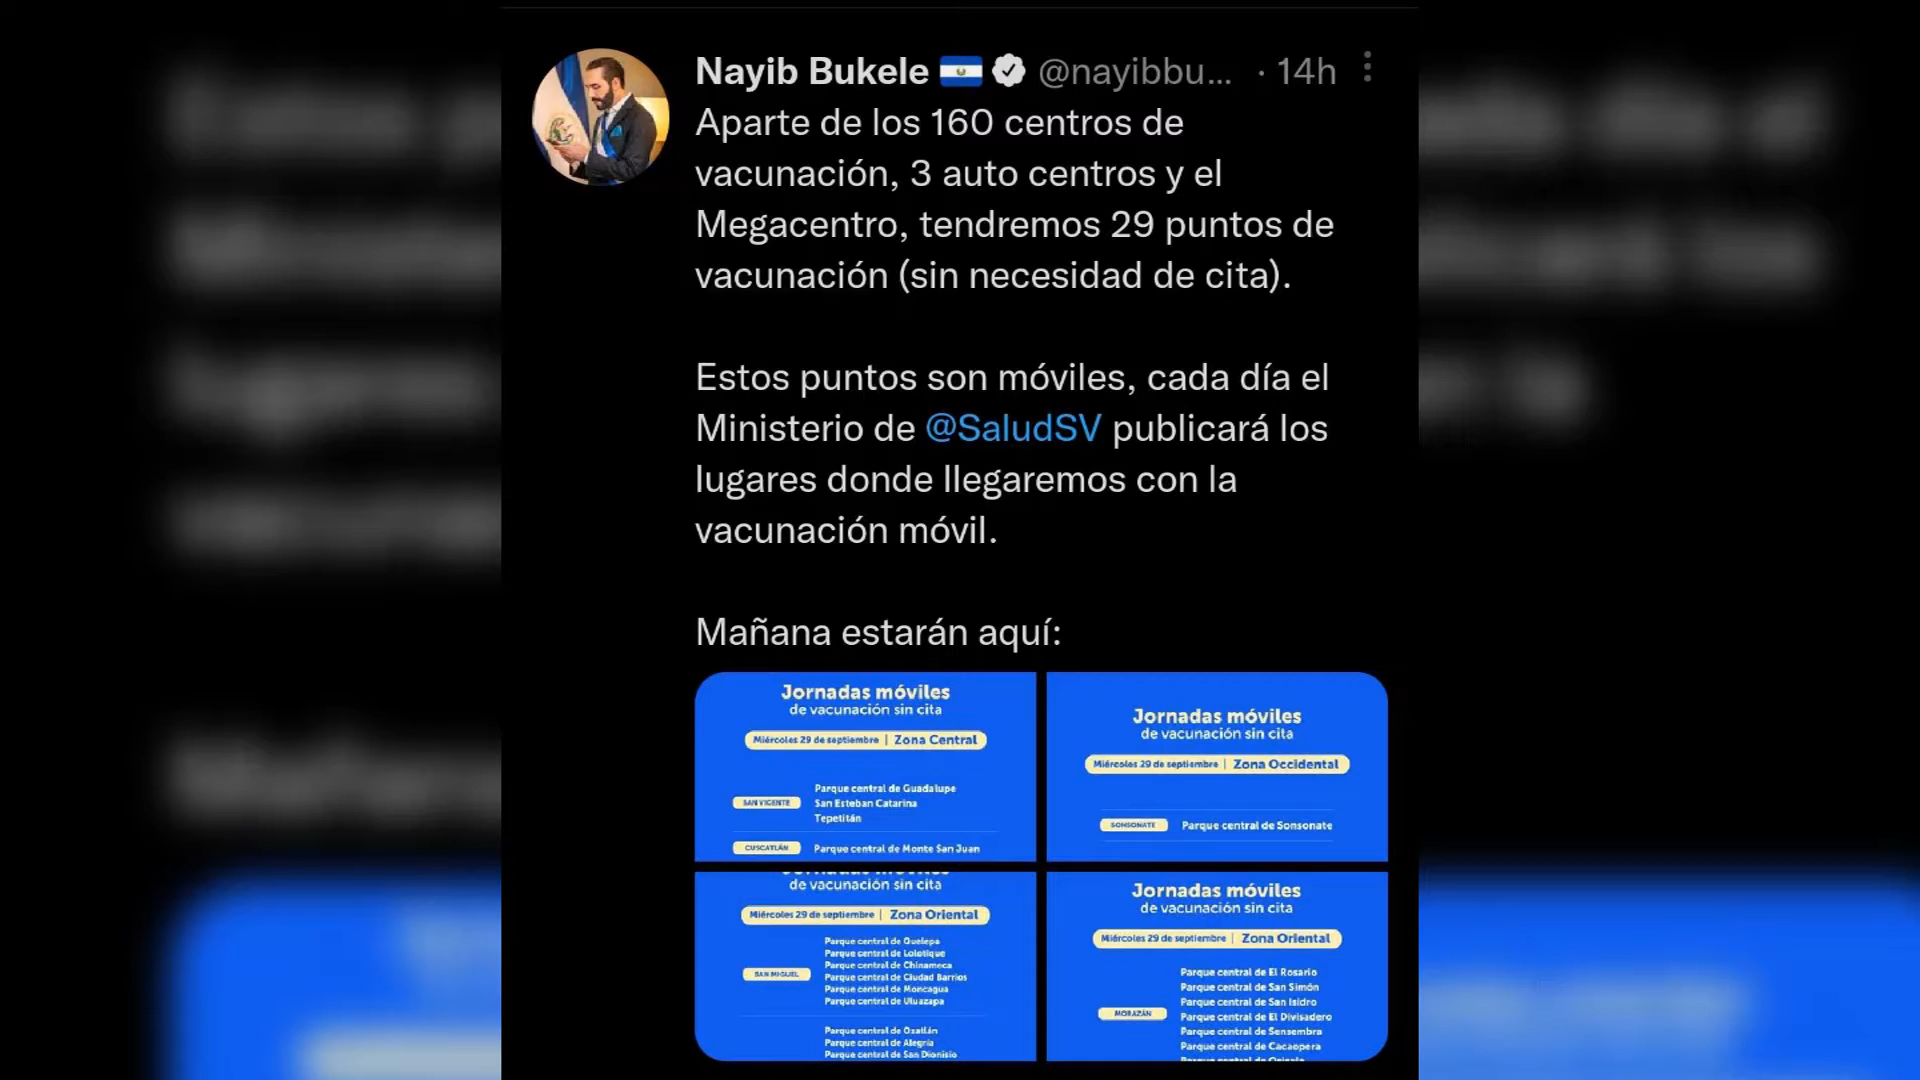 Nayib Bukele @nayibbu... · 14h
Aparte de los 160 centros de
vacunación, 3 auto centros y el
Megacentro, tendremos 29 puntos de
vacunación (sin necesidad de cita).
Estos puntos son móviles, cada día el
Ministerio de @SaludSV publicará los
lugares donde llegaremos con la
vacunación móvil.
Mañana estarán aquí:
Jornadas móviles
de vacunación sin cita
Miércoles 29 de septiembre | Zona Central
SAN VICENTE
Parque central de Guadalupe
San Esteban Catarina
Tepetitán
CUSCATLÁN
Parque central de Monte San Juan
Jornadas móviles
de vacunación sin cita
Miércoles 29 de septiembre | Zona Occidental
SONSONATE
Parque central de Sonsonate
de vacunación sin cita
Miércoles 29 de septiembre | Zona Oriental
SAN MIGUEL
Parque central de Quelepa
Parque central de Lolotique
Parque central de Chinameca
Parque central de Ciudad Barrios
Parque central de Moncagua
Parque central de Uluazapa
Parque central de Ozatlán
Parque central de Alegría
Parque central de San Dionisio
Jornadas móviles
de vacunación sin cita
Miércoles 29 de septiembre | Zona Oriental
MORAZÁN
Parque central de El Rosario
Parque central de San Simón
Parque central de San Isidro
Parque central de El Divisadero
Parque central de Sensembra
Parque central de Cacaopera